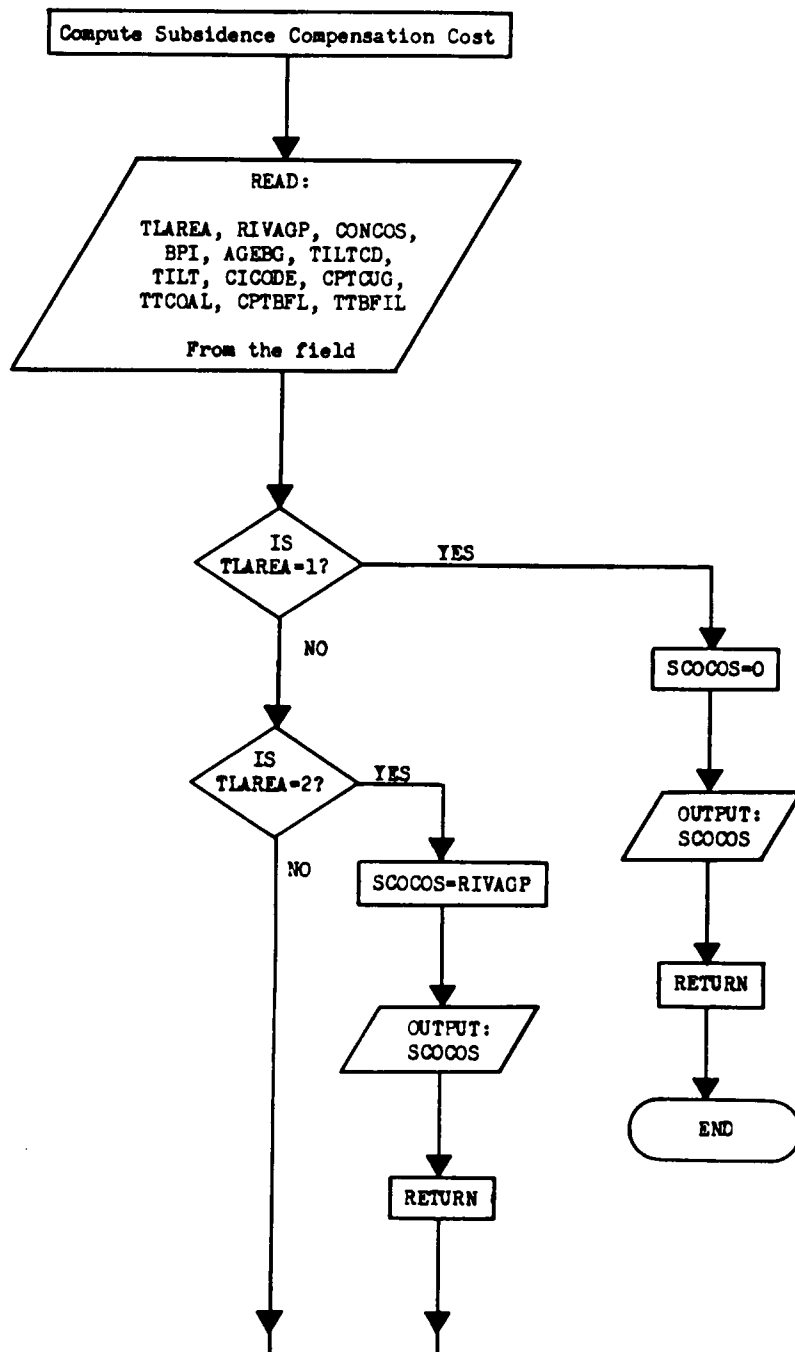 Compute Subsidence Compensation Cost
READ:
TLAREA, RIVAGP, CONCOS,
BPI, AGEBG, TILTCD,
TILT, CICODE, CPTCUG,
TTCOAL, CPTBFL, TTBFIL
From the field
IS
TLAREA=1?
YES
NO
SCOCOS=0
IS
TLAREA=2?
YES
NO
OUTPUT:
SCOCOS
SCOCOS=RIVAGP
RETURN
OUTPUT:
SCOCOS
END
RETURN